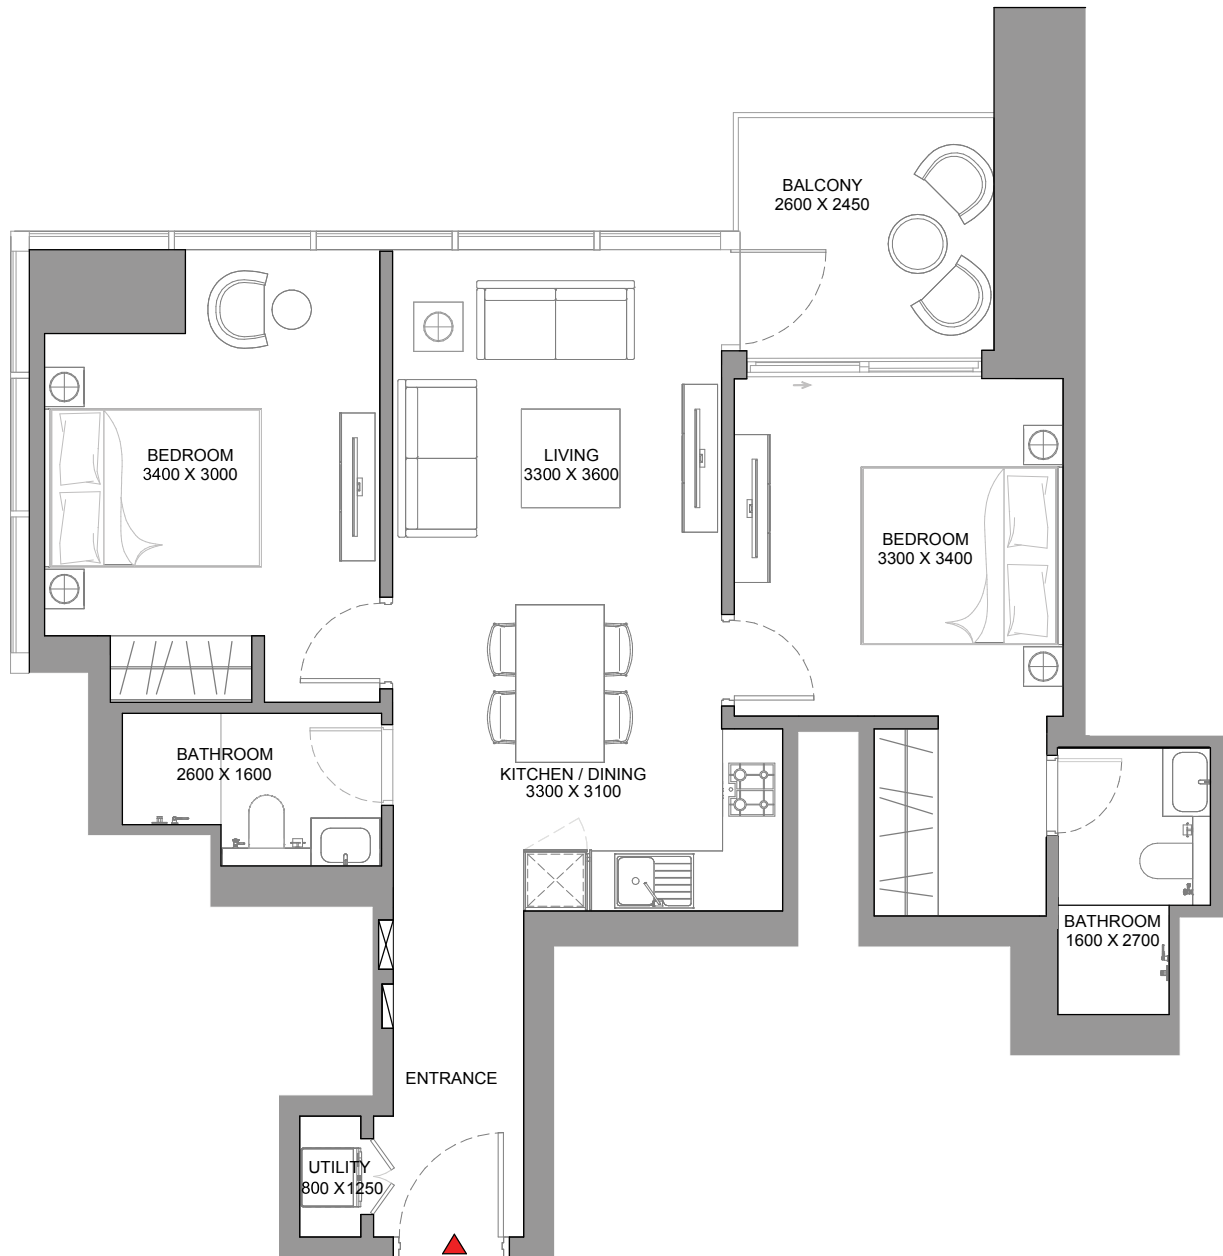 BALCONY
2600 X 2450
BEDROOM
3400 X 3000
LIVING
3300 X 3600
BEDROOM
3300 X 3400
BATHROOM
2600 X 1600
KITCHEN / DINING
3300 X 3100
BATHROOM
1600 X 2700
ENTRANCE
UTILITY
800 X 1250